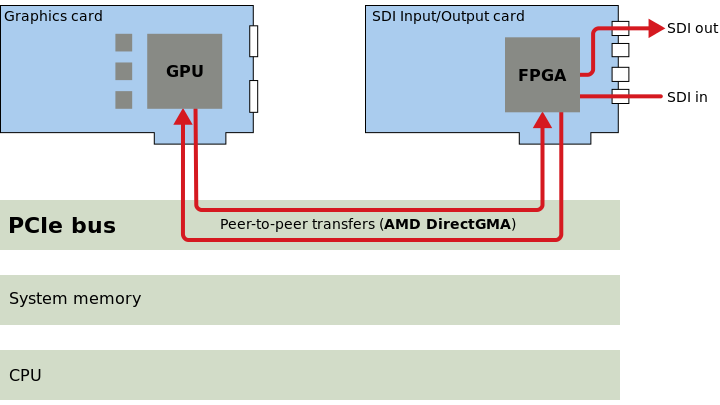 Graphics card
SDI Input/Output card
GPU
FPGA
SDI out
SDI in
PCIe bus
Peer-to-peer transfers (AMD DirectGMA)
System memory
CPU